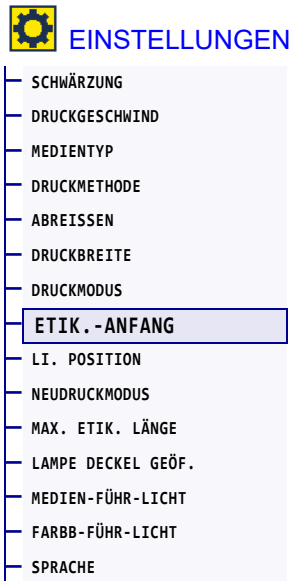 EINSTELLUNGEN
SCHWÄRZUNG
DRUCKGESCHWIND
MEDIENTYP
DRUCKMETHODE
ABREISSEN
DRUCKBREITE
DRUCKMODUS
ETIK.-ANFANG
LI. POSITION
NEUDRUCKMODUS
MAX. ETIK. LÄNGE
LAMPE DECKEL GEÖF.
MEDIEN-FÜHR-LICHT
FARBB-FÜHR-LICHT
SPRACHE